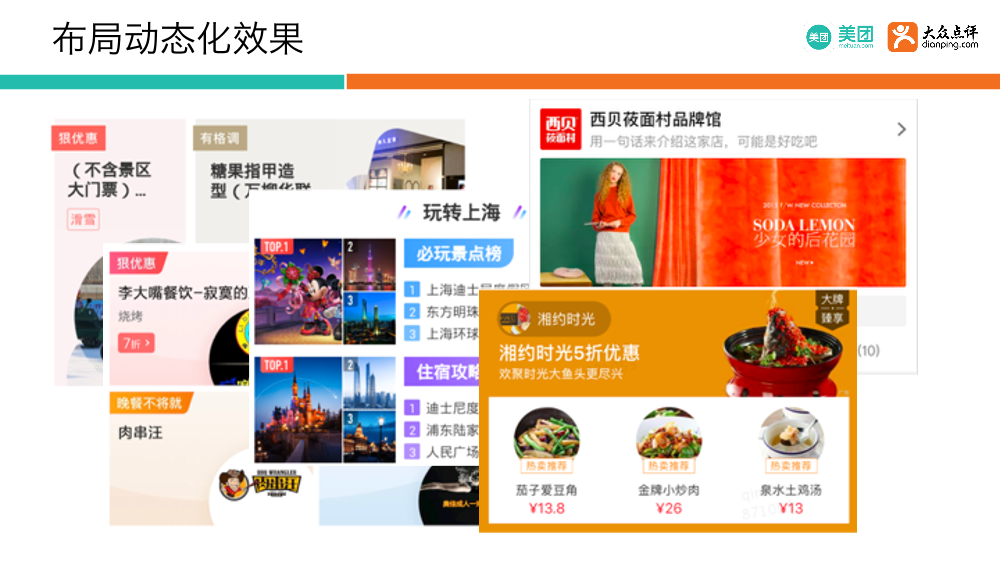 布局动态化效果
美团
美团
meituan.com
大众点评
dianping.com
狠优惠
（不含景区
大门票）...
滑雪
有格调
糖果指甲造
型（万柳华联
狠优惠
李大嘴餐饮-寂寞的
烧烤
7折 >
晚餐不将就
肉串汪
玩转上海
TOP.1
2
3
必玩景点榜
1 上海迪士尼度假区
2 东方明珠
3 上海环球
TOP.1
2
3
住宿攻略
1 迪士尼度
2 浦东陆家
3 人民广场
西贝
莜面村
西贝莜面村品牌馆
用一句话来介绍这家店，可能是好吃吧
SODA LEMON
少女的后花园
NEW▸
(10)
湘约时光
大牌
臻享
湘约时光5折优惠
欢聚时光大鱼头更尽兴
热卖推荐
茄子爱豆角
¥13.8
热卖推荐
金牌小炒肉
¥26
热卖推荐
泉水土鸡汤
¥13